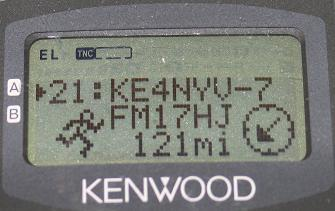 EL TNC
A ▶21:KE4NYV-7
B FM17HJ
121mi
KENWOOD